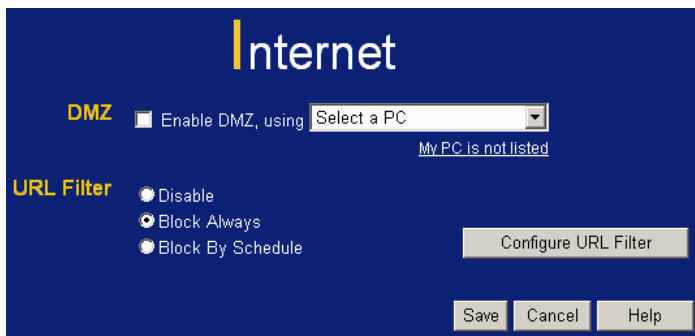 Internet
DMZ Enable DMZ, using Select a PC
My PC is not listed
URL Filter
Disable
Block Always
Block By Schedule
Configure URL Filter
Save Cancel Help